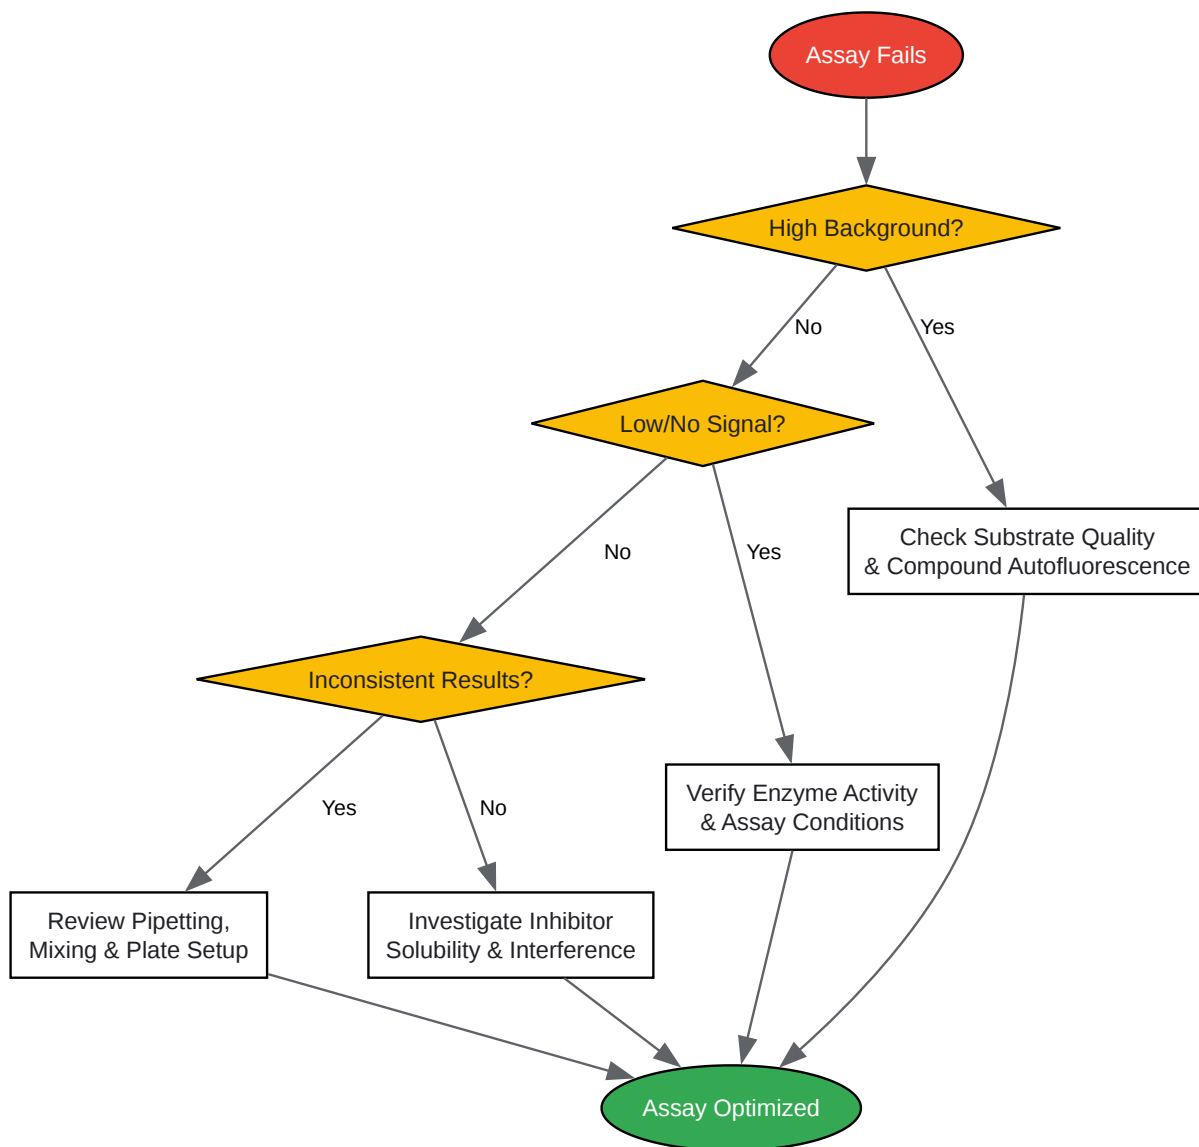 Assay Fails
High Background?
No
Yes
Low/No Signal?
Check Substrate Quality
& Compound Autofluorescence
No
Yes
Inconsistent Results?
Verify Enzyme Activity
& Assay Conditions
Yes
No
Review Pipetting,
Mixing & Plate Setup
Investigate Inhibitor
Solubility & Interference
Assay Optimized